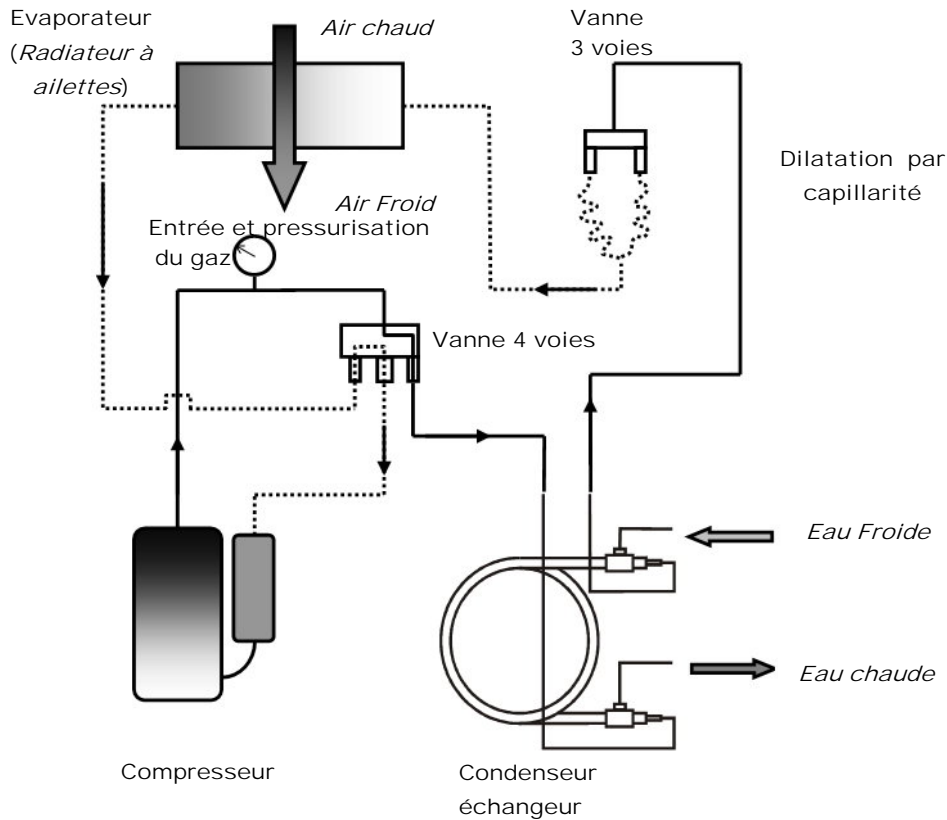 Evaporateur
(Radiateur à
ailettes)
Air chaud
Vanne
3 voies
Dilatation par
capillarité
Air Froid
Entrée et pressurisation
du gaz
Vanne 4 voies
Eau Froide
Eau chaude
Compresseur
Condenseur
échangeur